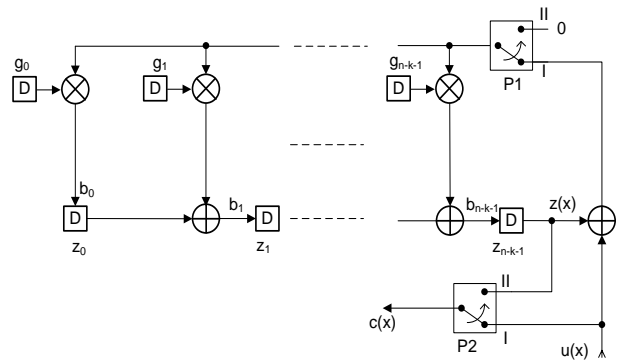 II
0
I
P1
g0
g1
gn-k-1
D
D
D
b0
b1
bn-k-1
z(x)
D
D
D
z0
z1
zn-k-1
II
I
c(x)
P2
u(x)